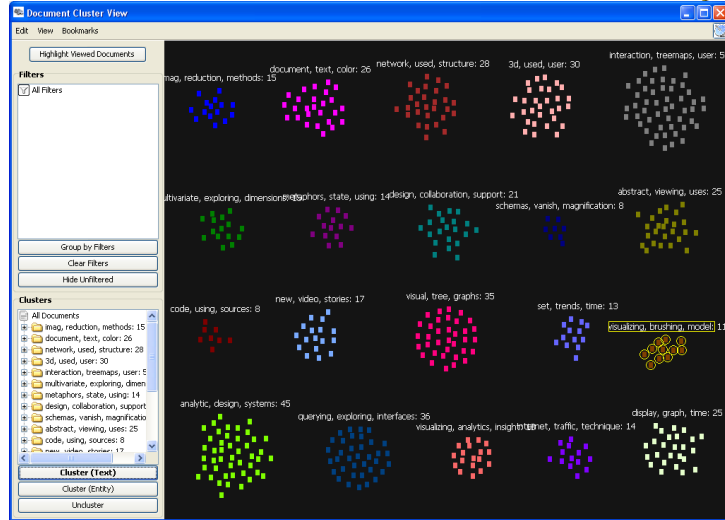 Document Cluster View
Edit View Bookmarks
Highlight Viewed Documents
Filters
All Filters
Group by Filters
Clear Filters
Hide Unfiltered
Clusters
All Documents
imag, reduction, methods: 15
document, text, color: 26
network, used, structure: 28
3d, used, user: 30
interaction, treemaps, user: 5
multivariate, exploring, dimen
metaphors, state, using: 14
design, collaboration, support
schemas, vanish, magnificatio
abstract, viewing, uses: 25
code, using, sources: 8
new, video, stories: 17
Cluster (Text)
Cluster (Entity)
Uncluster
mag, reduction, methods: 15
document, text, color: 26
network, used, structure: 28
3d, used, user: 30
interaction, treemaps, user: 5
ultivariate, exploring, dimensions:
metaphors, state, using: 14
design, collaboration, support: 21
schemas, vanish, magnification: 8
abstract, viewing, uses: 25
code, using, sources: 8
new, video, stories: 17
visual, tree, graphs: 35
set, trends, time: 13
visualizing, brushing, model: 11
analytic, design, systems: 45
querying, exploring, interfaces: 36
visualizing, analytics, insight
traffic, technique: 14
display, graph, time: 25